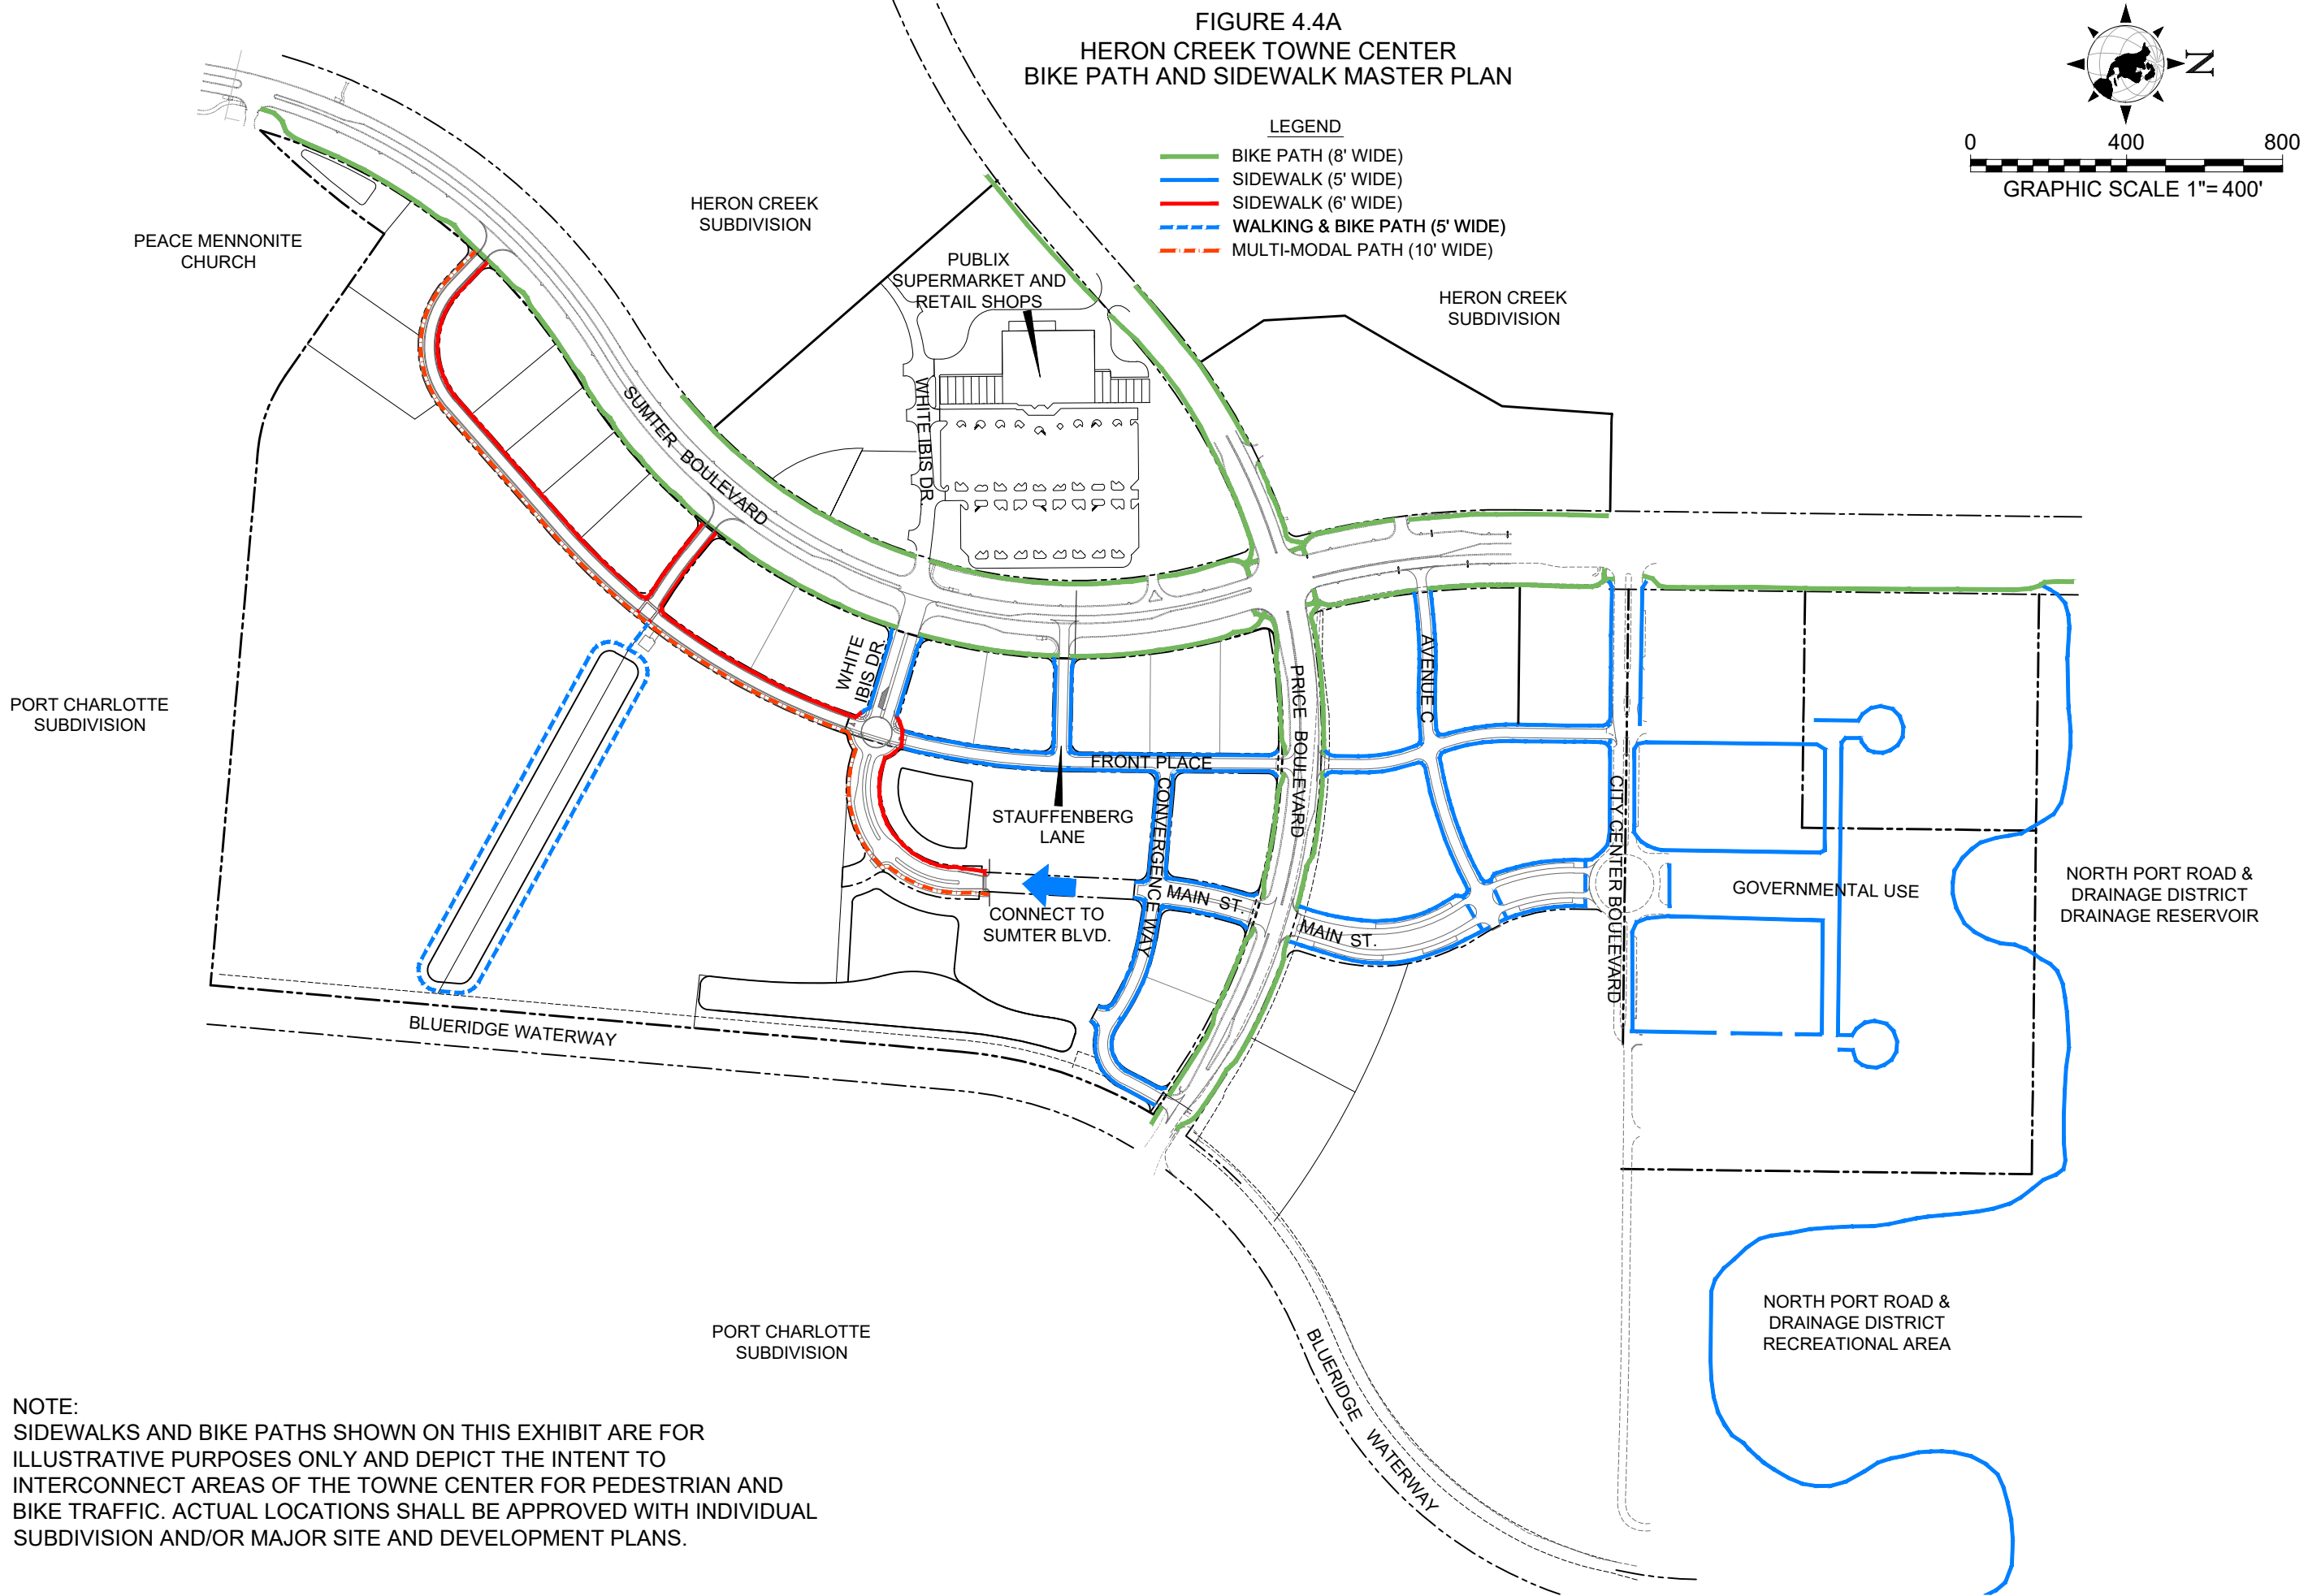 FIGURE 4.4A
HERON CREEK TOWNE CENTER
BIKE PATH AND SIDEWALK MASTER PLAN
N
0 400 800
GRAPHIC SCALE 1"= 400'
LEGEND
BIKE PATH (8' WIDE)
SIDEWALK (5' WIDE)
SIDEWALK (6' WIDE)
WALKING & BIKE PATH (5' WIDE)
MULTI-MODAL PATH (10' WIDE)
HERON CREEK
SUBDIVISION
PEACE MENNONITE
CHURCH
PUBLIX
SUPERMARKET AND
RETAIL SHOPS
HERON CREEK
SUBDIVISION
WHITE IBIS DR.
SUMTER BOULEVARD
WHITE
IBIS DR.
PRICE BOULEVARD
AVENUE C
PORT CHARLOTTE
SUBDIVISION
FRONT PLACE
STAUFFENBERG
LANE
CONVERGENCE WAY
CITY CENTER BOULEVARD
MAIN ST.
MAIN ST.
CONNECT TO
SUMTER BLVD.
GOVERNMENTAL USE
NORTH PORT ROAD &
DRAINAGE DISTRICT
DRAINAGE RESERVOIR
BLUERIDGE WATERWAY
PORT CHARLOTTE
SUBDIVISION
BLUERIDGE WATERWAY
NORTH PORT ROAD &
DRAINAGE DISTRICT
RECREATIONAL AREA
NOTE:
SIDEWALKS AND BIKE PATHS SHOWN ON THIS EXHIBIT ARE FOR
ILLUSTRATIVE PURPOSES ONLY AND DEPICT THE INTENT TO
INTERCONNECT AREAS OF THE TOWNE CENTER FOR PEDESTRIAN AND
BIKE TRAFFIC. ACTUAL LOCATIONS SHALL BE APPROVED WITH INDIVIDUAL
SUBDIVISION AND/OR MAJOR SITE AND DEVELOPMENT PLANS.